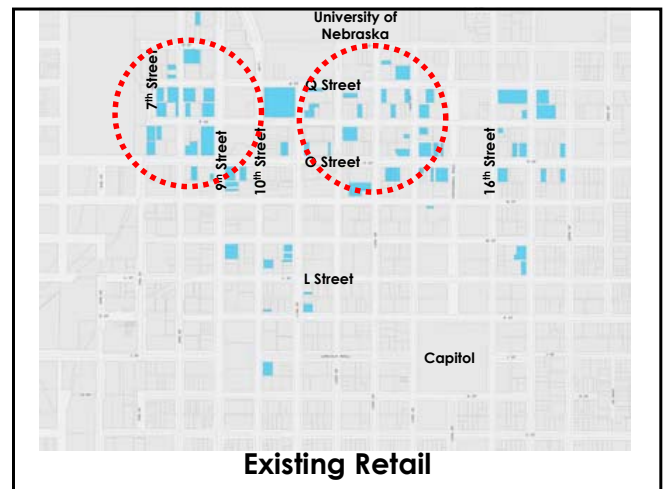 University of
Nebraska
7th Street
Q Street
9th Street
10th Street
O Street
16th Street
L Street
Capitol
Existing Retail